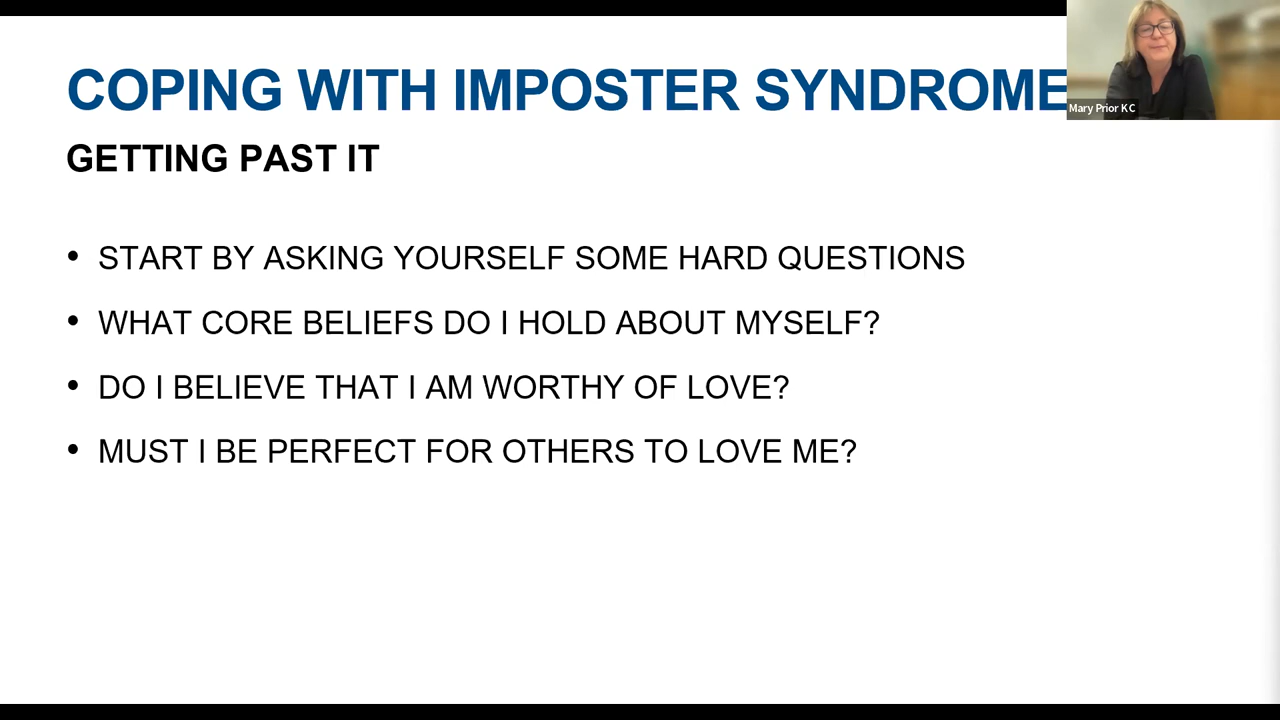 COPING WITH IMPOSTER SYNDROME
Mary Prior KC
GETTING PAST IT
• START BY ASKING YOURSELF SOME HARD QUESTIONS
• WHAT CORE BELIEFS DO I HOLD ABOUT MYSELF?
• DO I BELIEVE THAT I AM WORTHY OF LOVE?
• MUST I BE PERFECT FOR OTHERS TO LOVE ME?